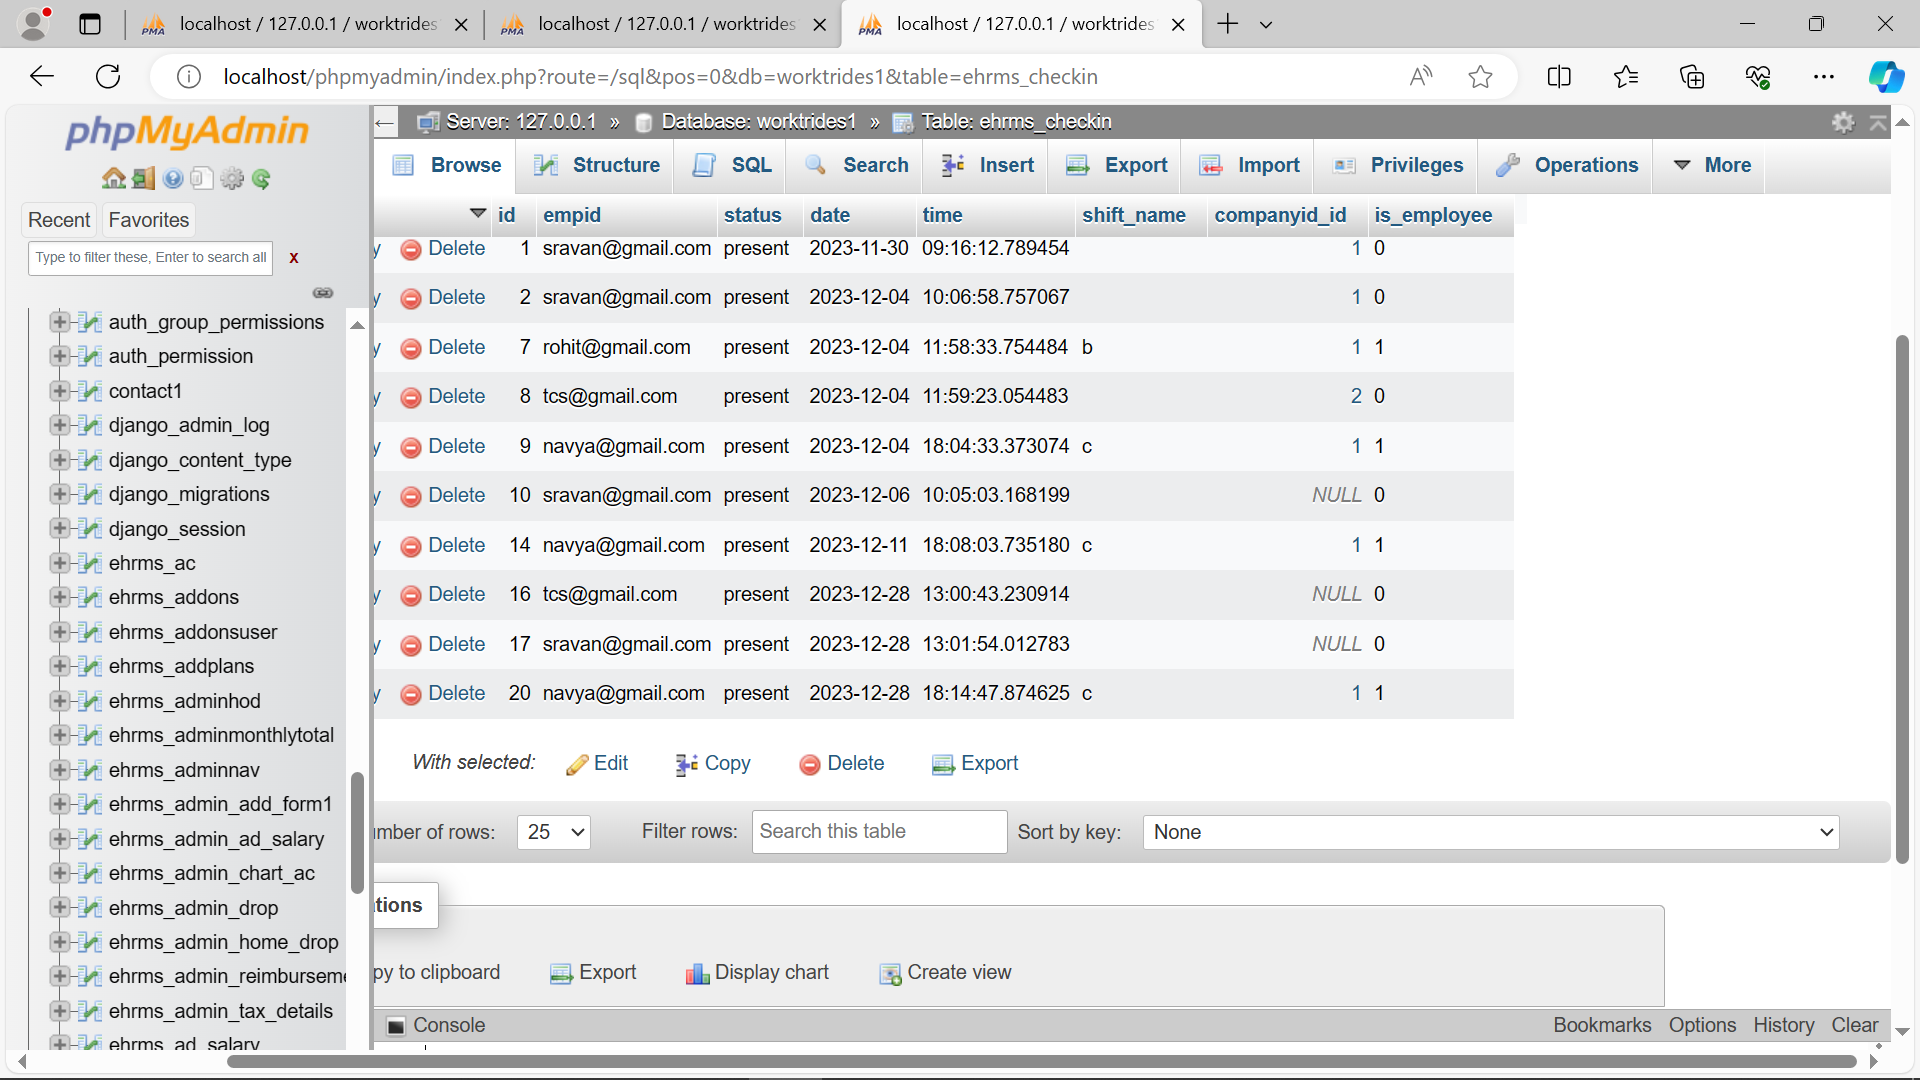 localhost / 127.0.0.1 / worktrides
localhost / 127.0.0.1 / worktrides
localhost / 127.0.0.1 / worktrides
localhost/phpmyadmin/index.php?route=/sql&pos=0&db=worktrides1&table=ehrms_checkin
phpMyAdmin
Recent Favorites
Type to filter these, Enter to search all X
auth_group_permissions
auth_permission
contact1
django_admin_log
django_content_type
django_migrations
django_session
ehrms_ac
ehrms_addons
ehrms_addonsuser
ehrms_addplans
ehrms_adminhod
ehrms_adminmonthlytotal
ehrms_adminnav
ehrms_admin_add_form1
ehrms_admin_ad_salary
ehrms_admin_chart_ac
ehrms_admin_drop
ehrms_admin_home_drop
ehrms_admin_reimburseme
ehrms_admin_tax_details
ehrms_ad_salary
Server: 127.0.0.1 » Database: worktrides1 » Table: ehrms_checkin
Browse Structure SQL Search Insert Export Import Privileges Operations More
id empid status date time shift_name companyid_id is_employee
y Delete 1 sravan@gmail.com present 2023-11-30 09:16:12.789454 1 0
y Delete 2 sravan@gmail.com present 2023-12-04 10:06:58.757067 1 0
y Delete 7 rohit@gmail.com present 2023-12-04 11:58:33.754484 b 1 1
y Delete 8 tcs@gmail.com present 2023-12-04 11:59:23.054483 2 0
y Delete 9 navya@gmail.com present 2023-12-04 18:04:33.373074 c 1 1
y Delete 10 sravan@gmail.com present 2023-12-06 10:05:03.168199 NULL 0
y Delete 14 navya@gmail.com present 2023-12-11 18:08:03.735180 c 1 1
y Delete 16 tcs@gmail.com present 2023-12-28 13:00:43.230914 NULL 0
y Delete 17 sravan@gmail.com present 2023-12-28 13:01:54.012783 NULL 0
y Delete 20 navya@gmail.com present 2023-12-28 18:14:47.874625 c 1 1
With selected: Edit Copy Delete Export
umber of rows: 25 Filter rows: Search this table Sort by key: None
ations
py to clipboard Export Display chart Create view
Console Bookmarks Options History Clear